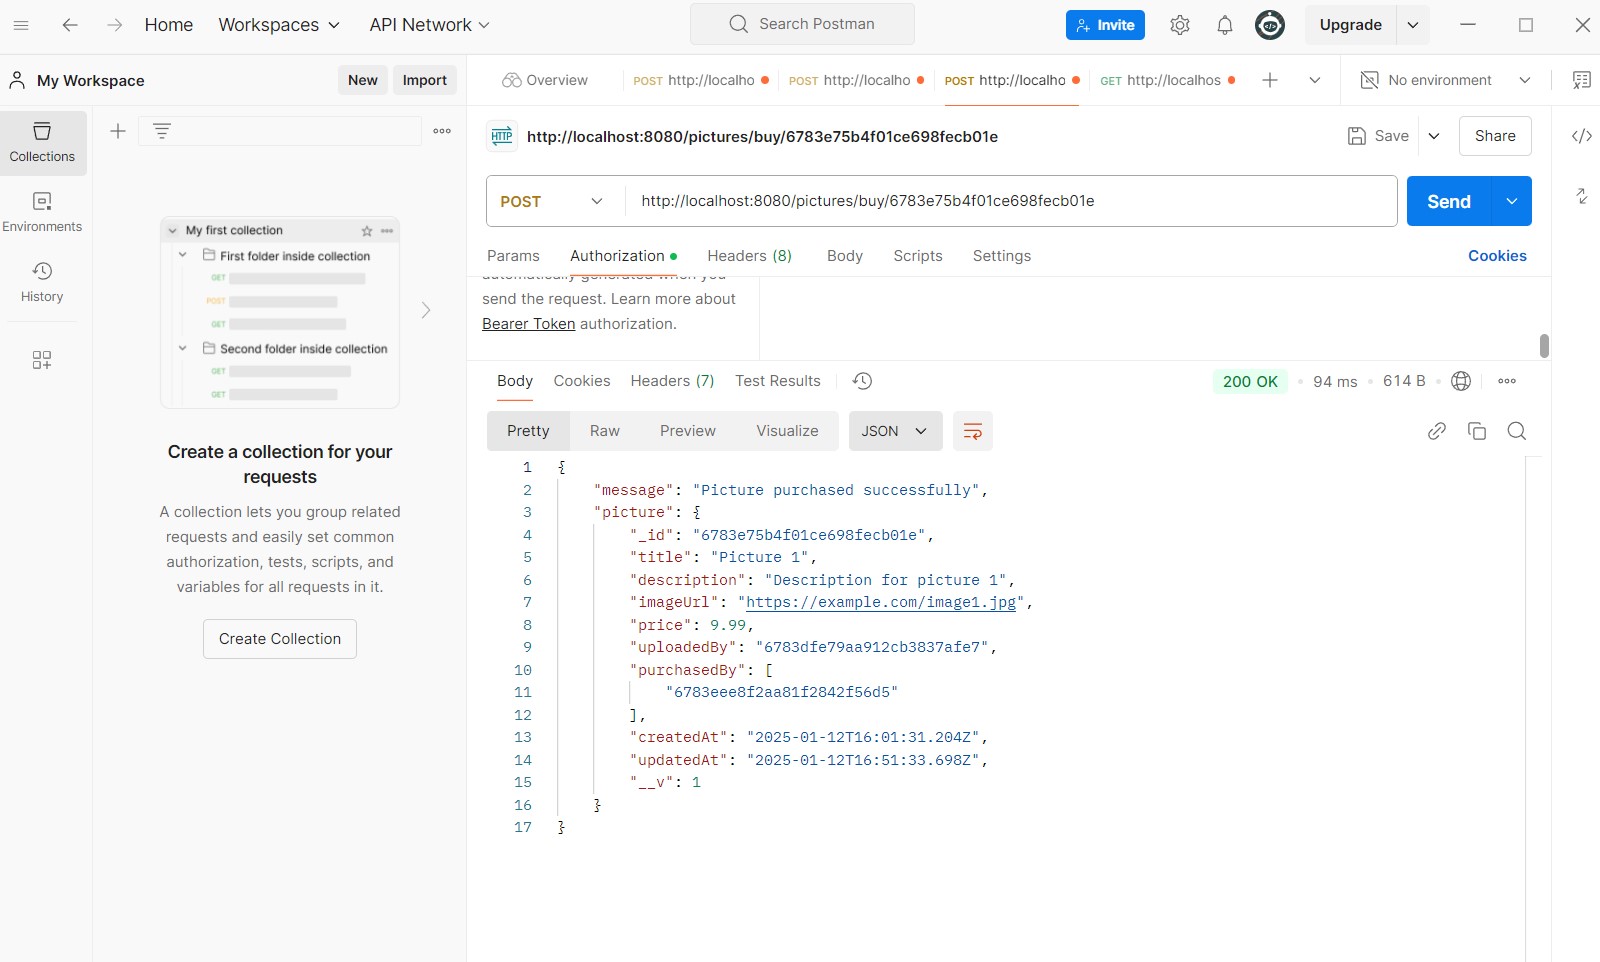 Home Workspaces API Network Search Postman Invite Upgrade
My Workspace New Import Overview POST http://localho POST http://localho POST http://localho GET http://localhos No environment
Collections
Environments
History
My first collection
First folder inside collection
GET
POST
GET
Second folder inside collection
GET
GET
Create a collection for your
requests
A collection lets you group related
requests and easily set common
authorization, tests, scripts, and
variables for all requests in it.
Create Collection
HTTP http://localhost:8080/pictures/buy/6783e75b4f01ce698fecb01e Save Share
POST http://localhost:8080/pictures/buy/6783e75b4f01ce698fecb01e Send
Params Authorization Headers (8) Body Scripts Settings Cookies
automatically generated when you
send the request. Learn more about
Bearer Token authorization.
Body Cookies Headers (7) Test Results 200 OK 94 ms 614 B
Pretty Raw Preview Visualize JSON
1 {
2 "message": "Picture purchased successfully",
3 "picture": {
4 "_id": "6783e75b4f01ce698fecb01e",
5 "title": "Picture 1",
6 "description": "Description for picture 1",
7 "imageUrl": "https://example.com/image1.jpg",
8 "price": 9.99,
9 "uploadedBy": "6783dfe79aa912cb3837afe7",
10 "purchasedBy": [
11 "6783eee8f2aa81f2842f56d5"
12 ],
13 "createdAt": "2025-01-12T16:01:31.204Z",
14 "updatedAt": "2025-01-12T16:51:33.698Z",
15 "__v": 1
16 }
17 }